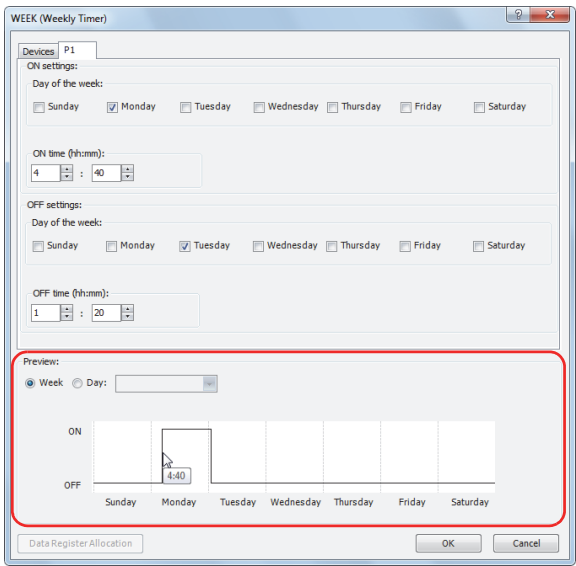 WEEK (Weekly Timer)
Devices P1
ON settings:
Day of the week:
Sunday Monday Tuesday Wednesday Thursday Friday Saturday
ON time (hh:mm):
4 : 40
OFF settings:
Day of the week:
Sunday Monday Tuesday Wednesday Thursday Friday Saturday
OFF time (hh:mm):
1 : 20
Preview:
Week Day:
ON
4:40
OFF
Sunday Monday Tuesday Wednesday Thursday Friday Saturday
Data Register Allocation OK Cancel